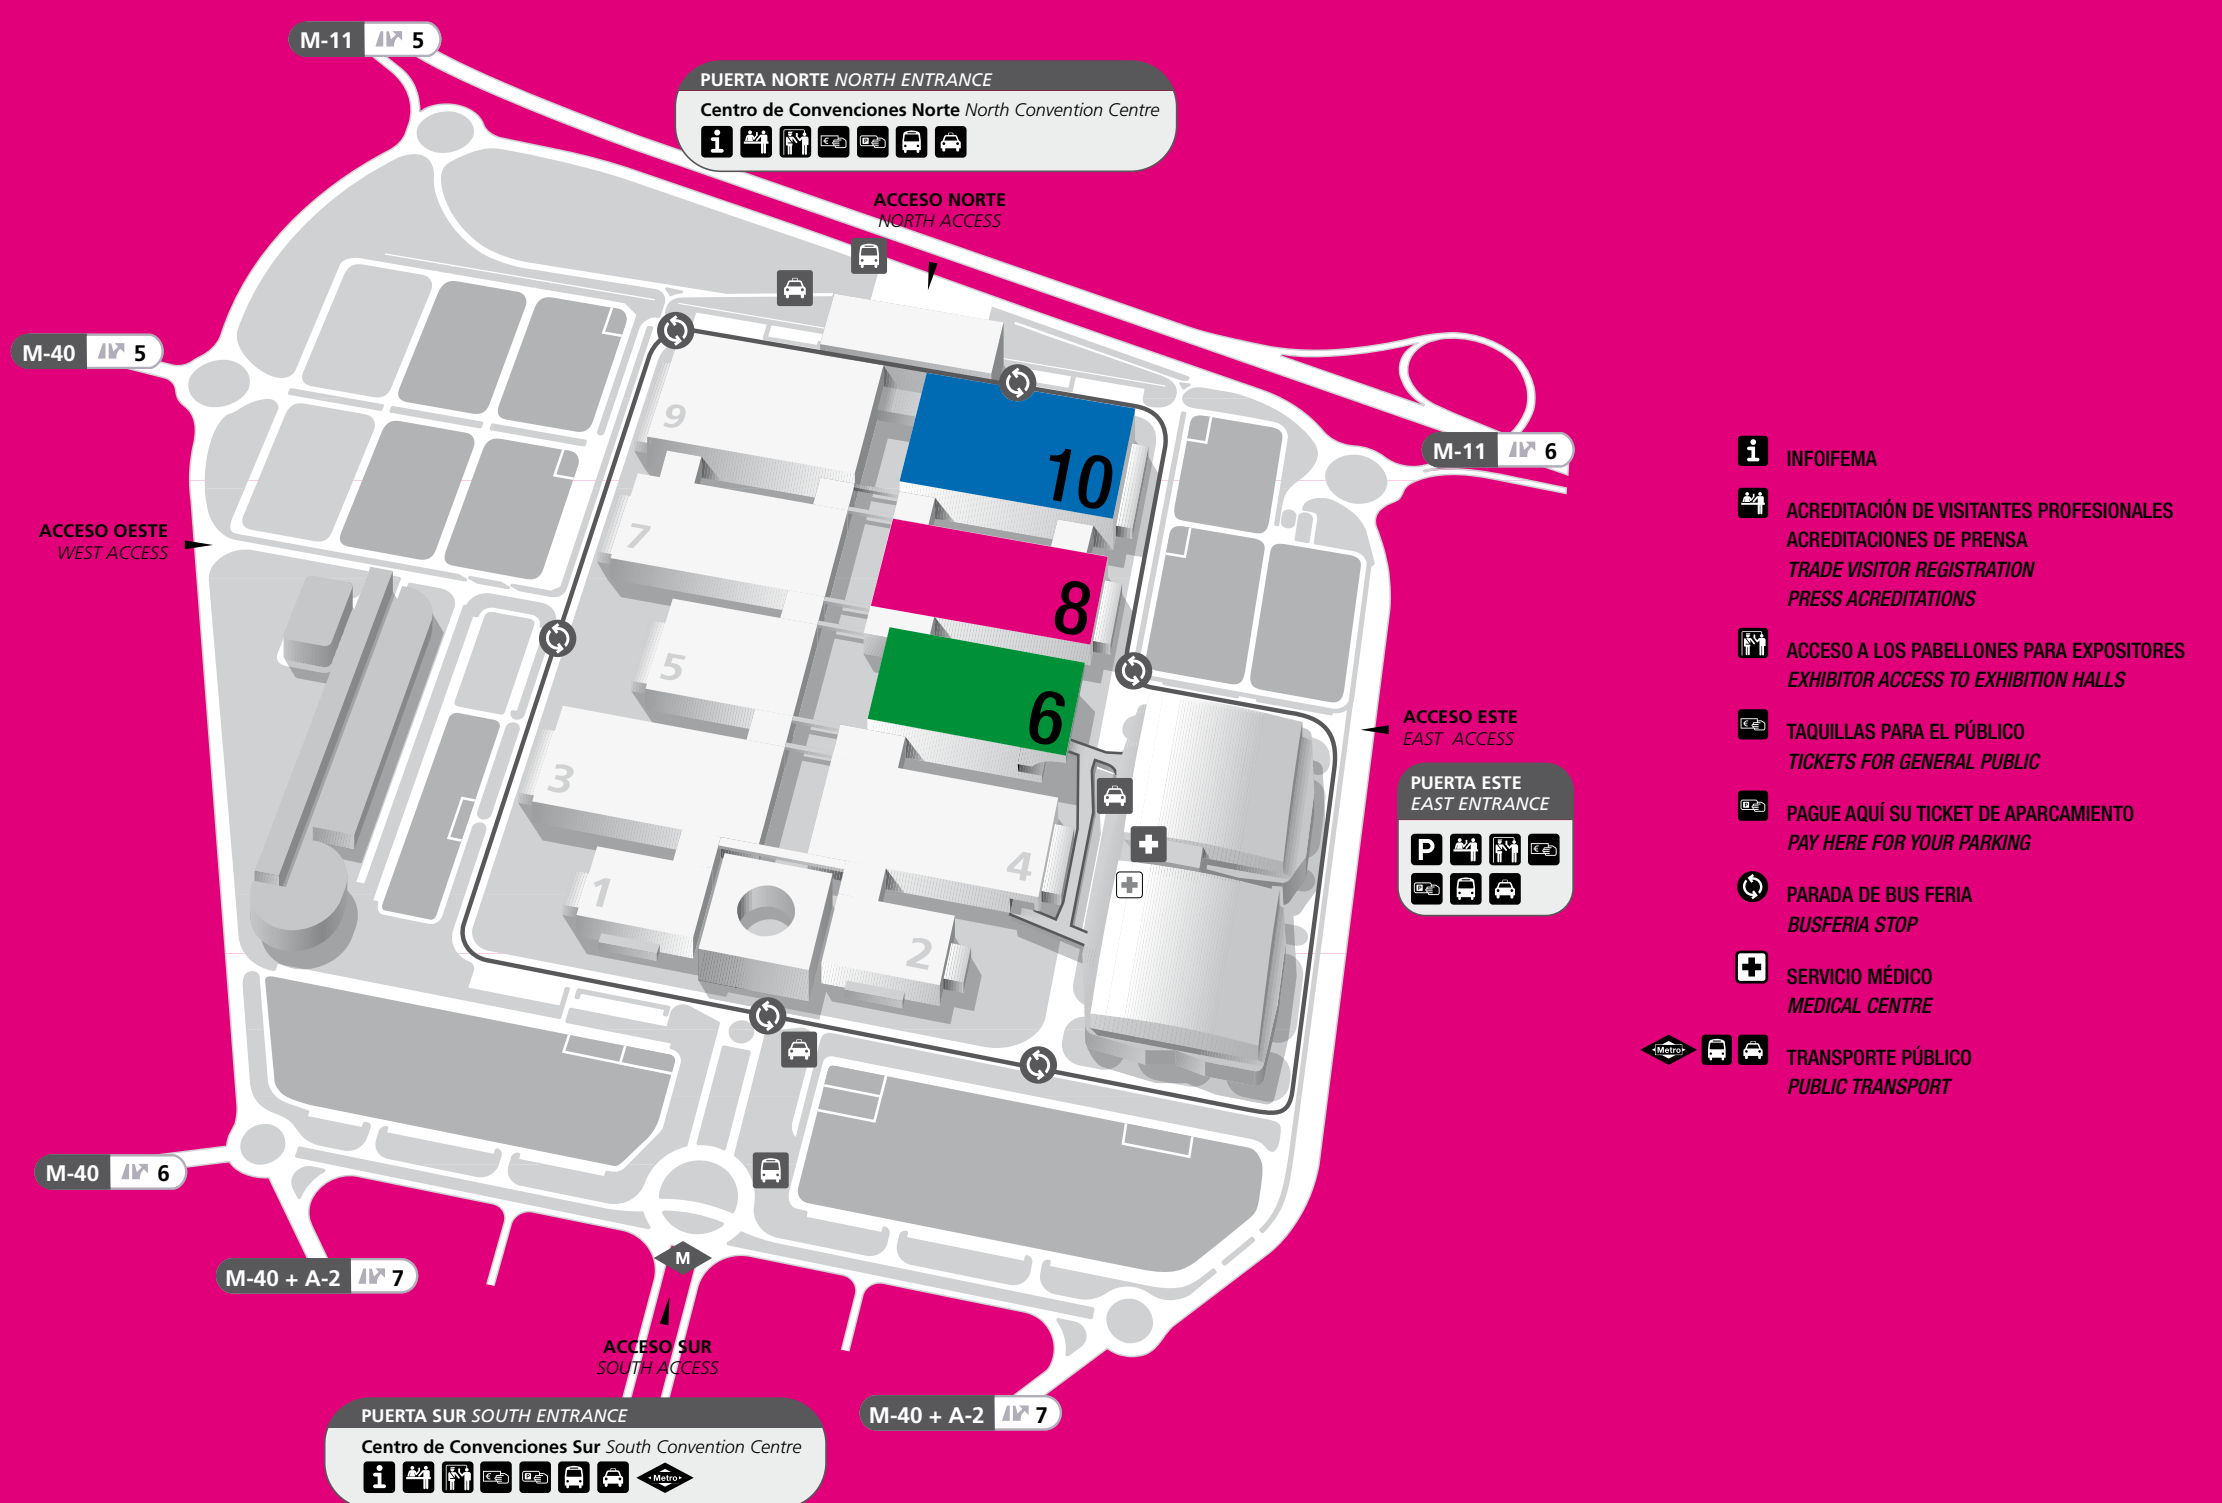 M-11 5
PUERTA NORTE NORTH ENTRANCE
Centro de Convenciones Norte North Convention Centre
i
ACCESO NORTE
NORTH ACCESS
M-40 5
9
10
M-11 6
ACCESO OESTE
WEST ACCESS
7
8
5
6
ACCESO ESTE
EAST ACCESS
PUERTA ESTE
EAST ENTRANCE
P
3
4
1
2
M-40 6
M-40 + A-2 7
M
ACCESO SUR
SOUTH ACCESS
M-40 + A-2 7
PUERTA SUR SOUTH ENTRANCE
Centro de Convenciones Sur South Convention Centre
i Metro
i INFOIFEMA
ACREDITACIÓN DE VISITANTES PROFESIONALES
ACREDITACIONES DE PRENSA
TRADE VISITOR REGISTRATION
PRESS ACREDITATIONS
ACCESO A LOS PABELLONES PARA EXPOSITORES
EXHIBITOR ACCESS TO EXHIBITION HALLS
TAQUILLAS PARA EL PÚBLICO
TICKETS FOR GENERAL PUBLIC
PAGUE AQUÍ SU TICKET DE APARCAMIENTO
PAY HERE FOR YOUR PARKING
PARADA DE BUS FERIA
BUSFERIA STOP
SERVICIO MÉDICO
MEDICAL CENTRE
Metro TRANSPORTE PÚBLICO
PUBLIC TRANSPORT